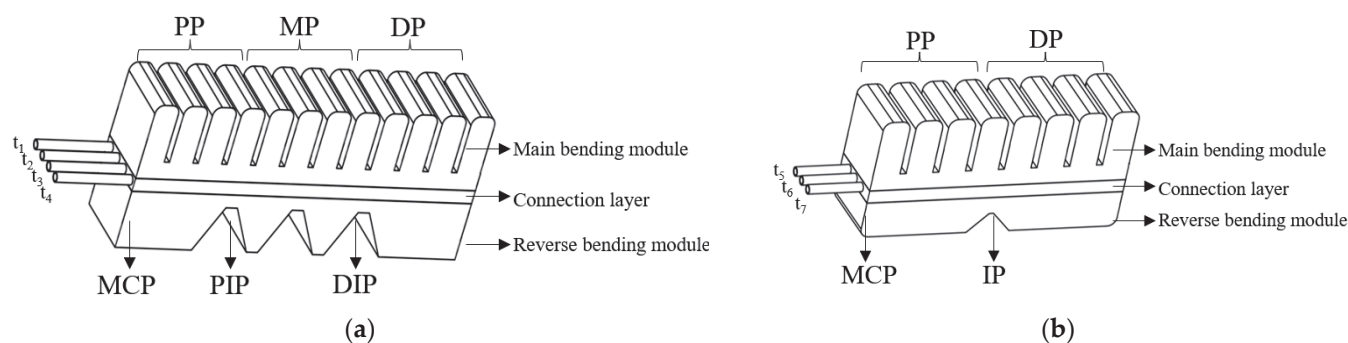 PP MP DP
t1
t2
t3
t4
Main bending module
Connection layer
Reverse bending module
MCP PIP DIP
(a)
PP DP
t5
t6
t7
Main bending module
Connection layer
Reverse bending module
MCP IP
(b)